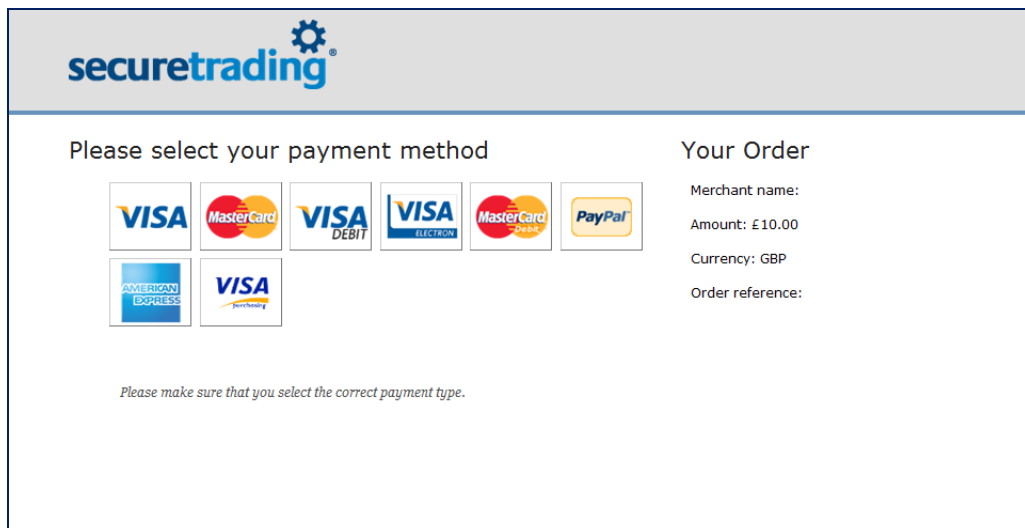 securetrading®
Please select your payment method
VISA
MasterCard
VISA
DEBIT
VISA
ELECTRON
MasterCard
Debit
PayPal™
AMERICAN
EXPRESS
VISA
purchasing
Please make sure that you select the correct payment type.
Your Order
Merchant name:
Amount: £10.00
Currency: GBP
Order reference: